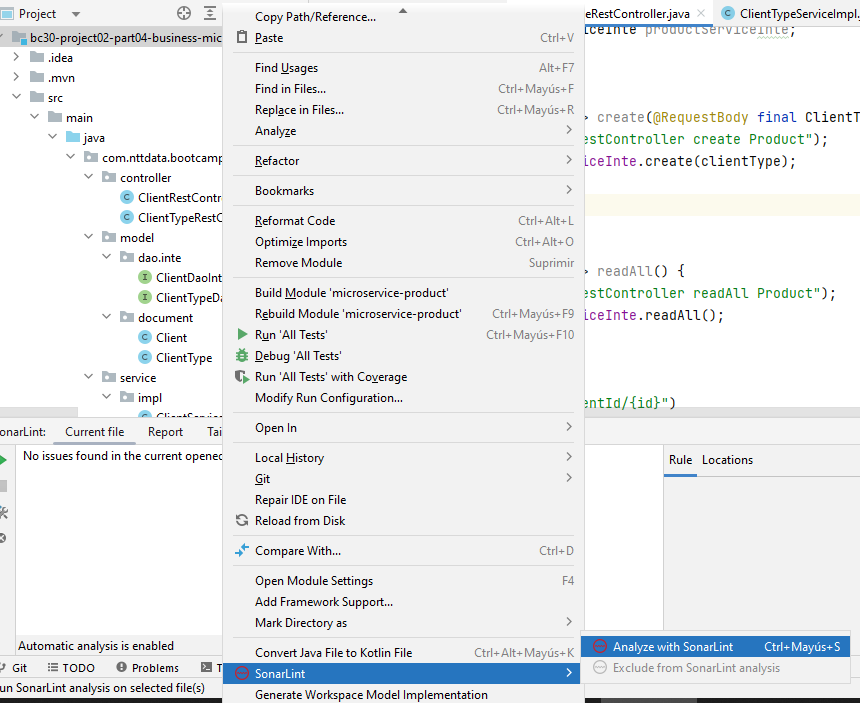 Project
bc30-project02-part04-business-mic
.idea
.mvn
src
main
java
com.nttdata.bootcamp
controller
ClientRestContr
ClientTypeRestC
model
dao.inte
ClientDaoInt
ClientTypeDa
document
Client
ClientType
service
impl
ClientServic
Copy Path/Reference...
Paste Ctrl+V
Find Usages Alt+F7
Find in Files... Ctrl+Mayús+F
Replace in Files... Ctrl+Mayús+R
Analyze
Refactor
Bookmarks
Reformat Code Ctrl+Alt+L
Optimize Imports Ctrl+Alt+O
Remove Module Suprimir
Build Module 'microservice-product'
Rebuild Module 'microservice-product' Ctrl+Mayús+F9
Run 'All Tests' Ctrl+Mayús+F10
Debug 'All Tests'
Run 'All Tests' with Coverage
Modify Run Configuration...
Open In
Local History
Git
Repair IDE on File
Reload from Disk
Compare With... Ctrl+D
Open Module Settings F4
Add Framework Support...
Mark Directory as
Convert Java File to Kotlin File Ctrl+Alt+Mayús+K
SonarLint
Generate Workspace Model Implementation
Analyze with SonarLint Ctrl+Mayús+S
Exclude from SonarLint analysis
eRestController.java ClientTypeServiceImpl.
iceInte productServiceInte;
> create(@RequestBody final ClientT
estController create Product");
iceInte.create(clientType);
> readAll() {
estController readAll Product");
iceInte.readAll();
entId/{id}")
onarLint: Current file Report Tai
No issues found in the current opened
Rule Locations
Automatic analysis is enabled
Git TODO Problems T
un SonarLint analysis on selected file(s)